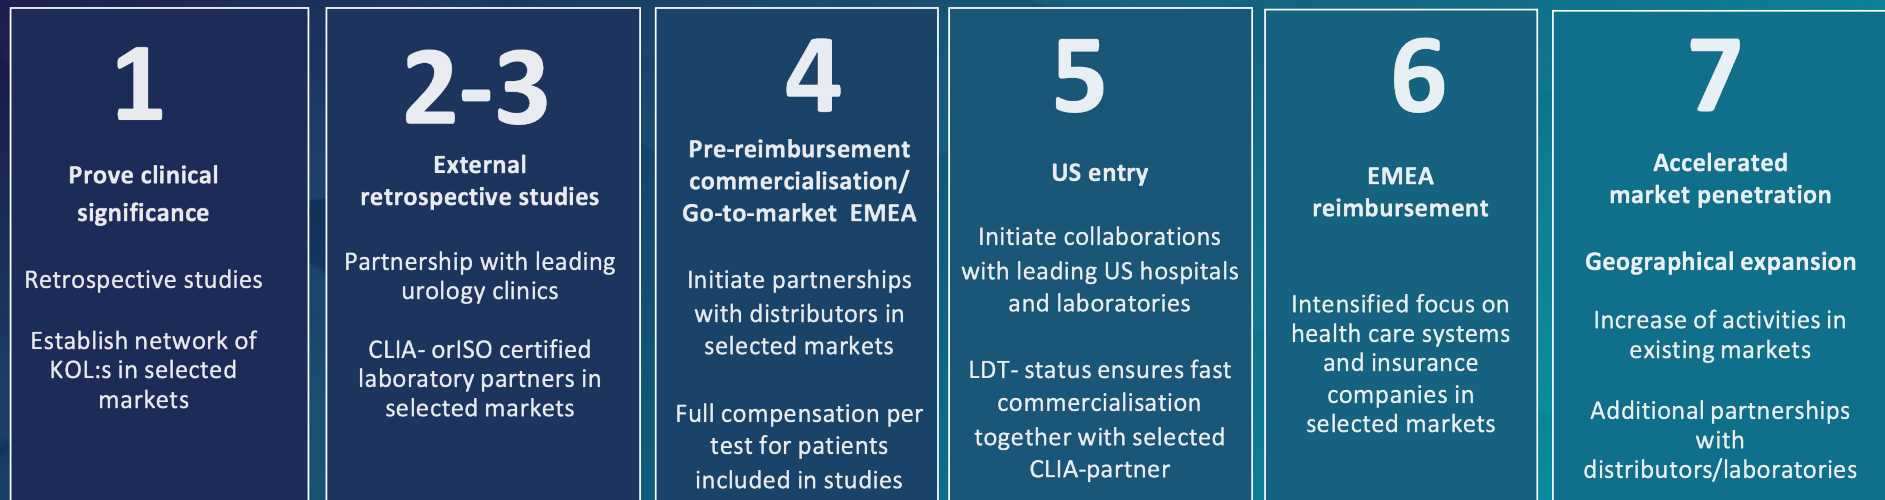 1
Prove clinical
significance
Retrospective studies
Establish network of
KOL:s in selected
markets
2-3
External
retrospective studies
Partnership with leading
urology clinics
CLIA- orISO certified
laboratory partners in
selected markets
4
Pre-reimbursement
commercialisation/
Go-to-market EMEA
Initiate partnerships
with distributors in
selected markets
Full compensation per
test for patients
included in studies
5
US entry
Initiate collaborations
with leading US hospitals
and laboratories
LDT- status ensures fast
commercialisation
together with selected
CLIA-partner
6
EMEA
reimbursement
Intensified focus on
health care systems
and insurance
companies in
selected markets
7
Accelerated
market penetration
Geographical expansion
Increase of activities in
existing markets
Additional partnerships
with
distributors/laboratories